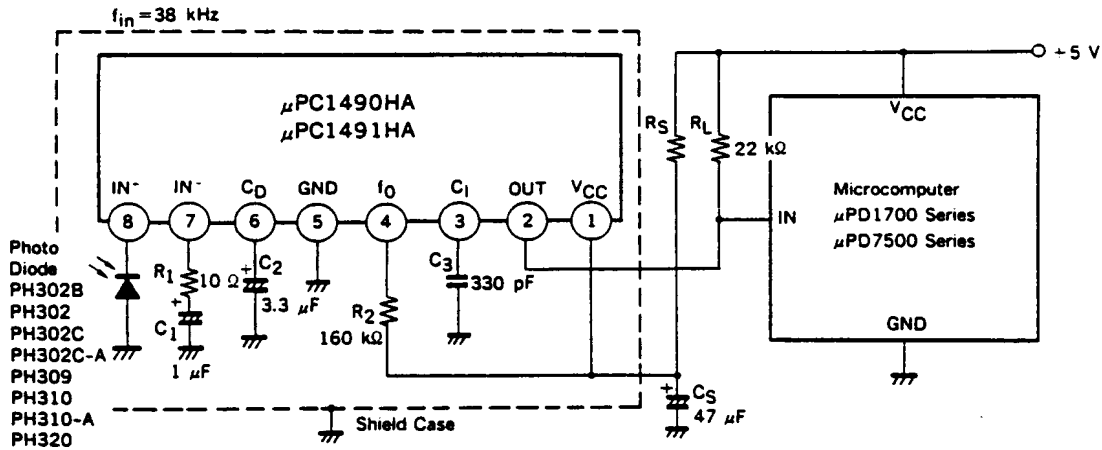 f_in = 38 kHz
+5 V
μPC1490HA
μPC1491HA
IN-
IN-
C_D
GND
f_0
C_I
OUT
V_CC
8
7
6
5
4
3
2
1
R_S
R_L
22 kΩ
V_CC
IN
Microcomputer
μPD1700 Series
μPD7500 Series
GND
Photo
Diode
PH302B
PH302
PH302C
PH302C-A
PH309
PH310
PH310-A
PH320
R_1
10 Ω
+
C_1
1 μF
+
C_2
3.3 μF
R_2
160 kΩ
C_3
330 pF
+
C_S
47 μF
Shield Case